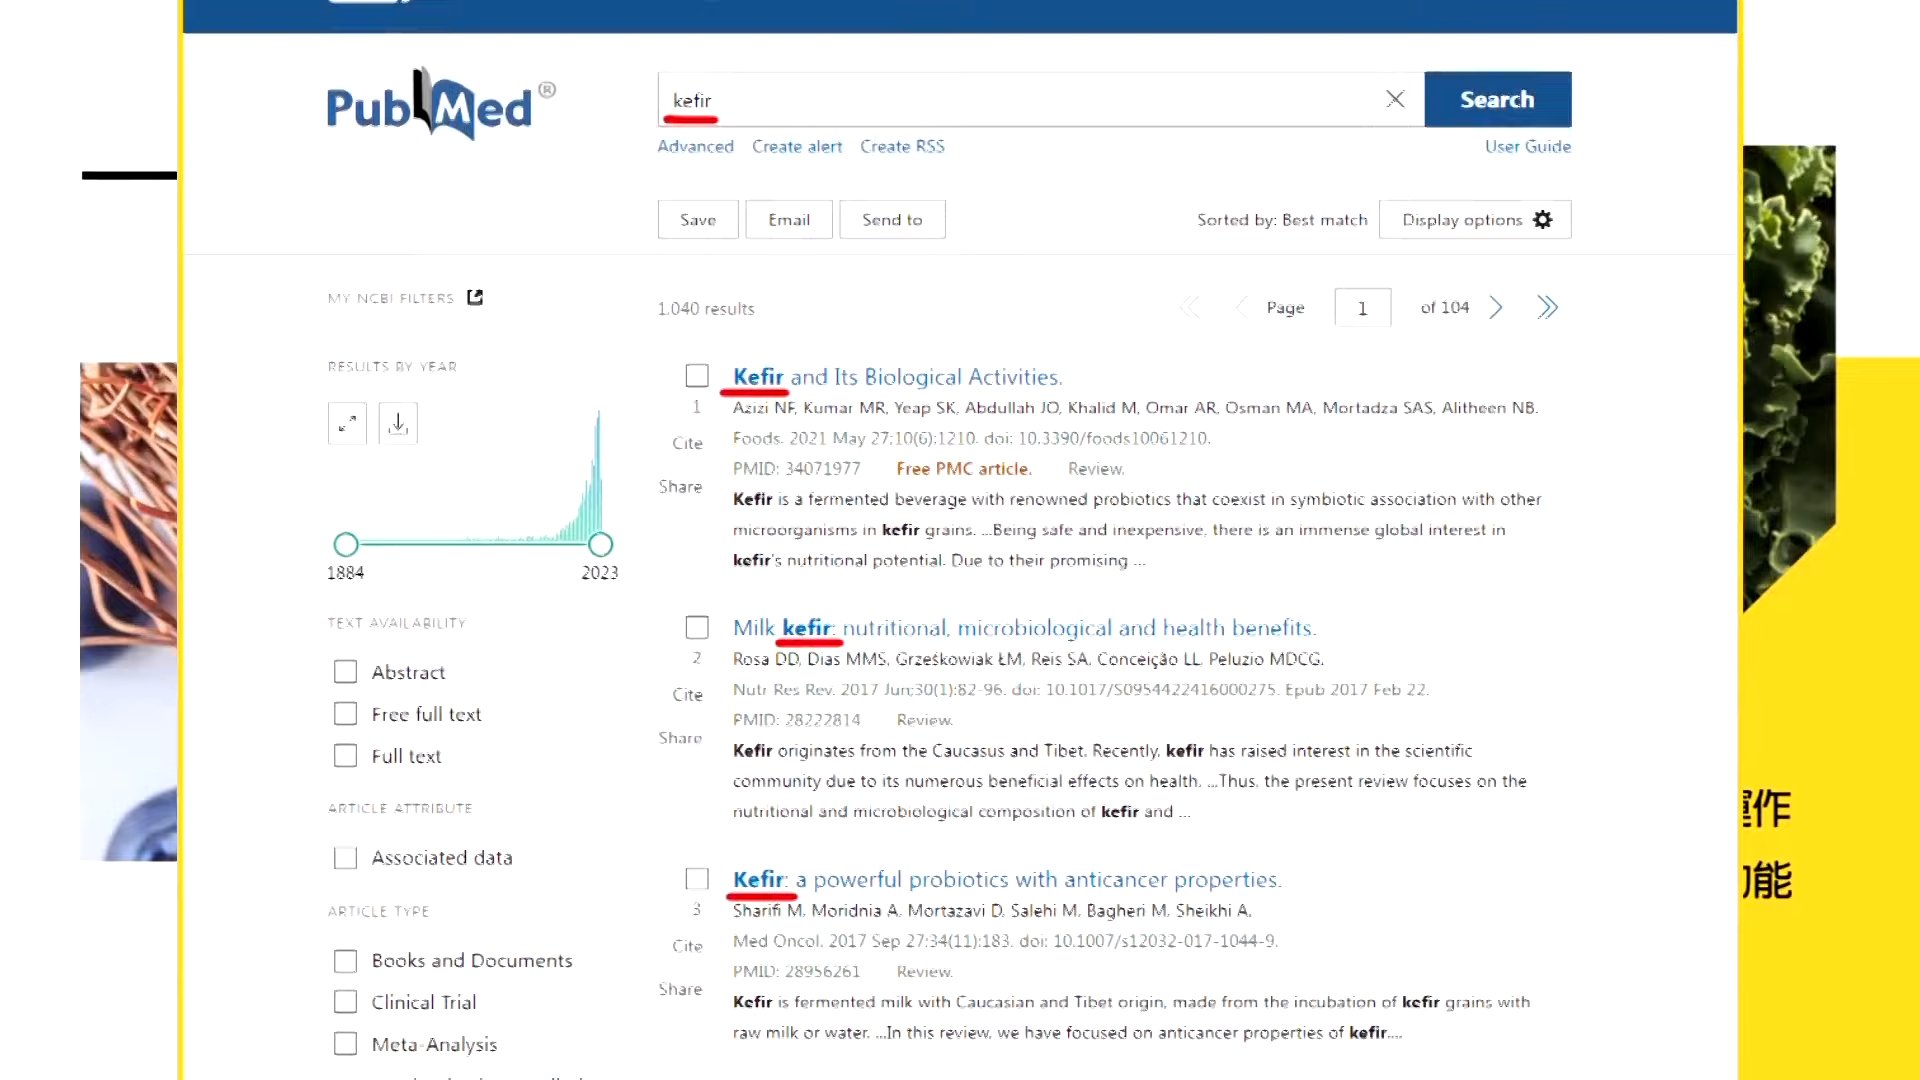 PubMed®
kefir
Search
Advanced Create alert Create RSS User Guide
Save Email Send to Sorted by: Best match Display options
MY NCBI FILTERS
1,040 results Page 1 of 104
RESULTS BY YEAR
1884 2023
TEXT AVAILABILITY
Abstract
Free full text
Full text
ARTICLE ATTRIBUTE
Associated data
ARTICLE TYPE
Books and Documents
Clinical Trial
Meta-Analysis
Kefir and Its Biological Activities.
1 Azizi NF, Kumar MR, Yeap SK, Abdullah JO, Khalid M, Omar AR, Osman MA, Mortadza SAS, Alitheen NB.
Cite Foods. 2021 May 27;10(6):1210. doi: 10.3390/foods10061210.
PMID: 34071977 Free PMC article. Review.
Share Kefir is a fermented beverage with renowned probiotics that coexist in symbiotic association with other
microorganisms in kefir grains. ...Being safe and inexpensive, there is an immense global interest in
kefir's nutritional potential. Due to their promising ...
Milk kefir: nutritional, microbiological and health benefits.
2 Rosa DD, Dias MMS, Grześkowiak ŁM, Reis SA, Conceição LL, Peluzio MDCG.
Cite Nutr Res Rev. 2017 Jun;30(1):82-96. doi: 10.1017/S0954422416000275. Epub 2017 Feb 22.
PMID: 28222814 Review.
Share Kefir originates from the Caucasus and Tibet. Recently, kefir has raised interest in the scientific
community due to its numerous beneficial effects on health. ...Thus, the present review focuses on the
nutritional and microbiological composition of kefir and ...
Kefir: a powerful probiotics with anticancer properties.
3 Sharifi M, Moridnia A, Mortazavi D, Salehi M, Bagheri M, Sheikhi A.
Cite Med Oncol. 2017 Sep 27;34(11):183. doi: 10.1007/s12032-017-1044-9.
PMID: 28956261 Review.
Share Kefir is fermented milk with Caucasian and Tibet origin, made from the incubation of kefir grains with
raw milk or water. ...In this review, we have focused on anticancer properties of kefir....
作
能